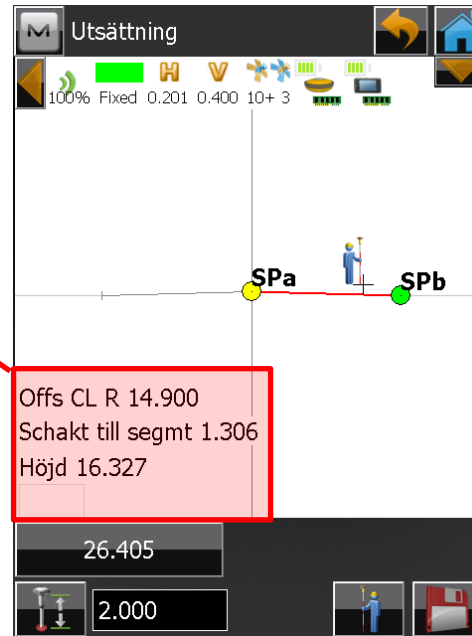 M Utsättning
H V
100% Fixed 0.201 0.400 10+ 3
SPa SPb
Offs CL R 14.900
Schakt till segmt 1.306
Höjd 16.327
26.405
2.000